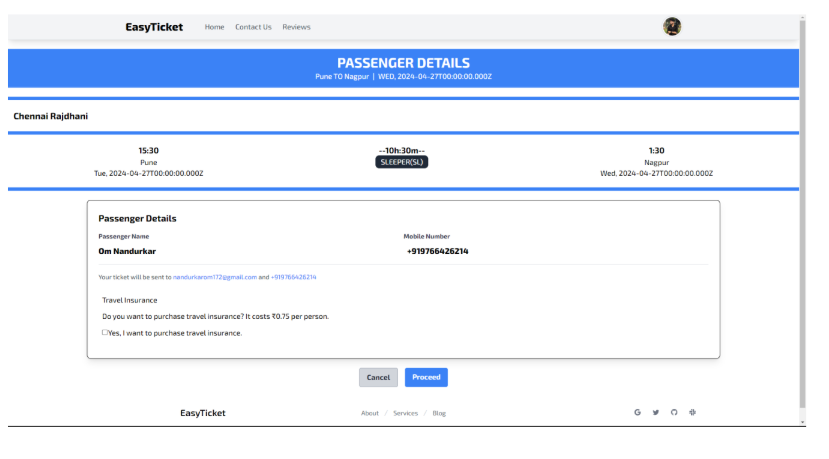 EasyTicket Home Contact Us Reviews
PASSENGER DETAILS
Pune TO Nagpur | WED, 2024-04-27T00:00:00.000Z
Chennai Rajdhani
15:30 --10h:30m-- 1:30
Pune SLEEPER(SL) Nagpur
Tue, 2024-04-27T00:00:00.000Z Wed, 2024-04-27T00:00:00.000Z
Passenger Details
Passenger Name Mobile Number
Om Nandurkar +919766426214
Your ticket will be sent to nandurkarom172@gmail.com and +919766426214
Travel Insurance
Do you want to purchase travel insurance? It costs ₹0.75 per person.
Yes, I want to purchase travel insurance.
Cancel Proceed
EasyTicket About / Services / Blog